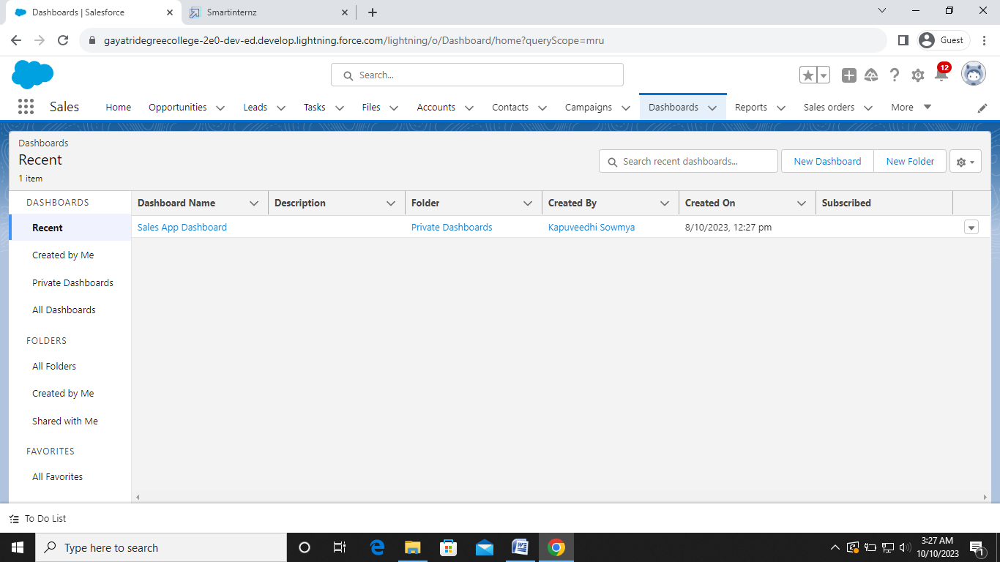 Dashboards | Salesforce
Smartinternz
gayatridegreecollege-2e0-dev-ed.develop.lightning.force.com/lightning/o/Dashboard/home?queryScope=mru
Guest
Search...
12
Sales
Home
Opportunities
Leads
Tasks
Files
Accounts
Contacts
Campaigns
Dashboards
Reports
Sales orders
More
Dashboards
Recent
1 item
Search recent dashboards...
New Dashboard
New Folder
DASHBOARDS
Recent
Created by Me
Private Dashboards
All Dashboards
FOLDERS
All Folders
Created by Me
Shared with Me
FAVORITES
All Favorites
Dashboard Name
Description
Folder
Created By
Created On
Subscribed
Sales App Dashboard
Private Dashboards
Kapuveedhi Sowmya
8/10/2023, 12:27 pm
To Do List
Type here to search
3:27 AM
10/10/2023
1